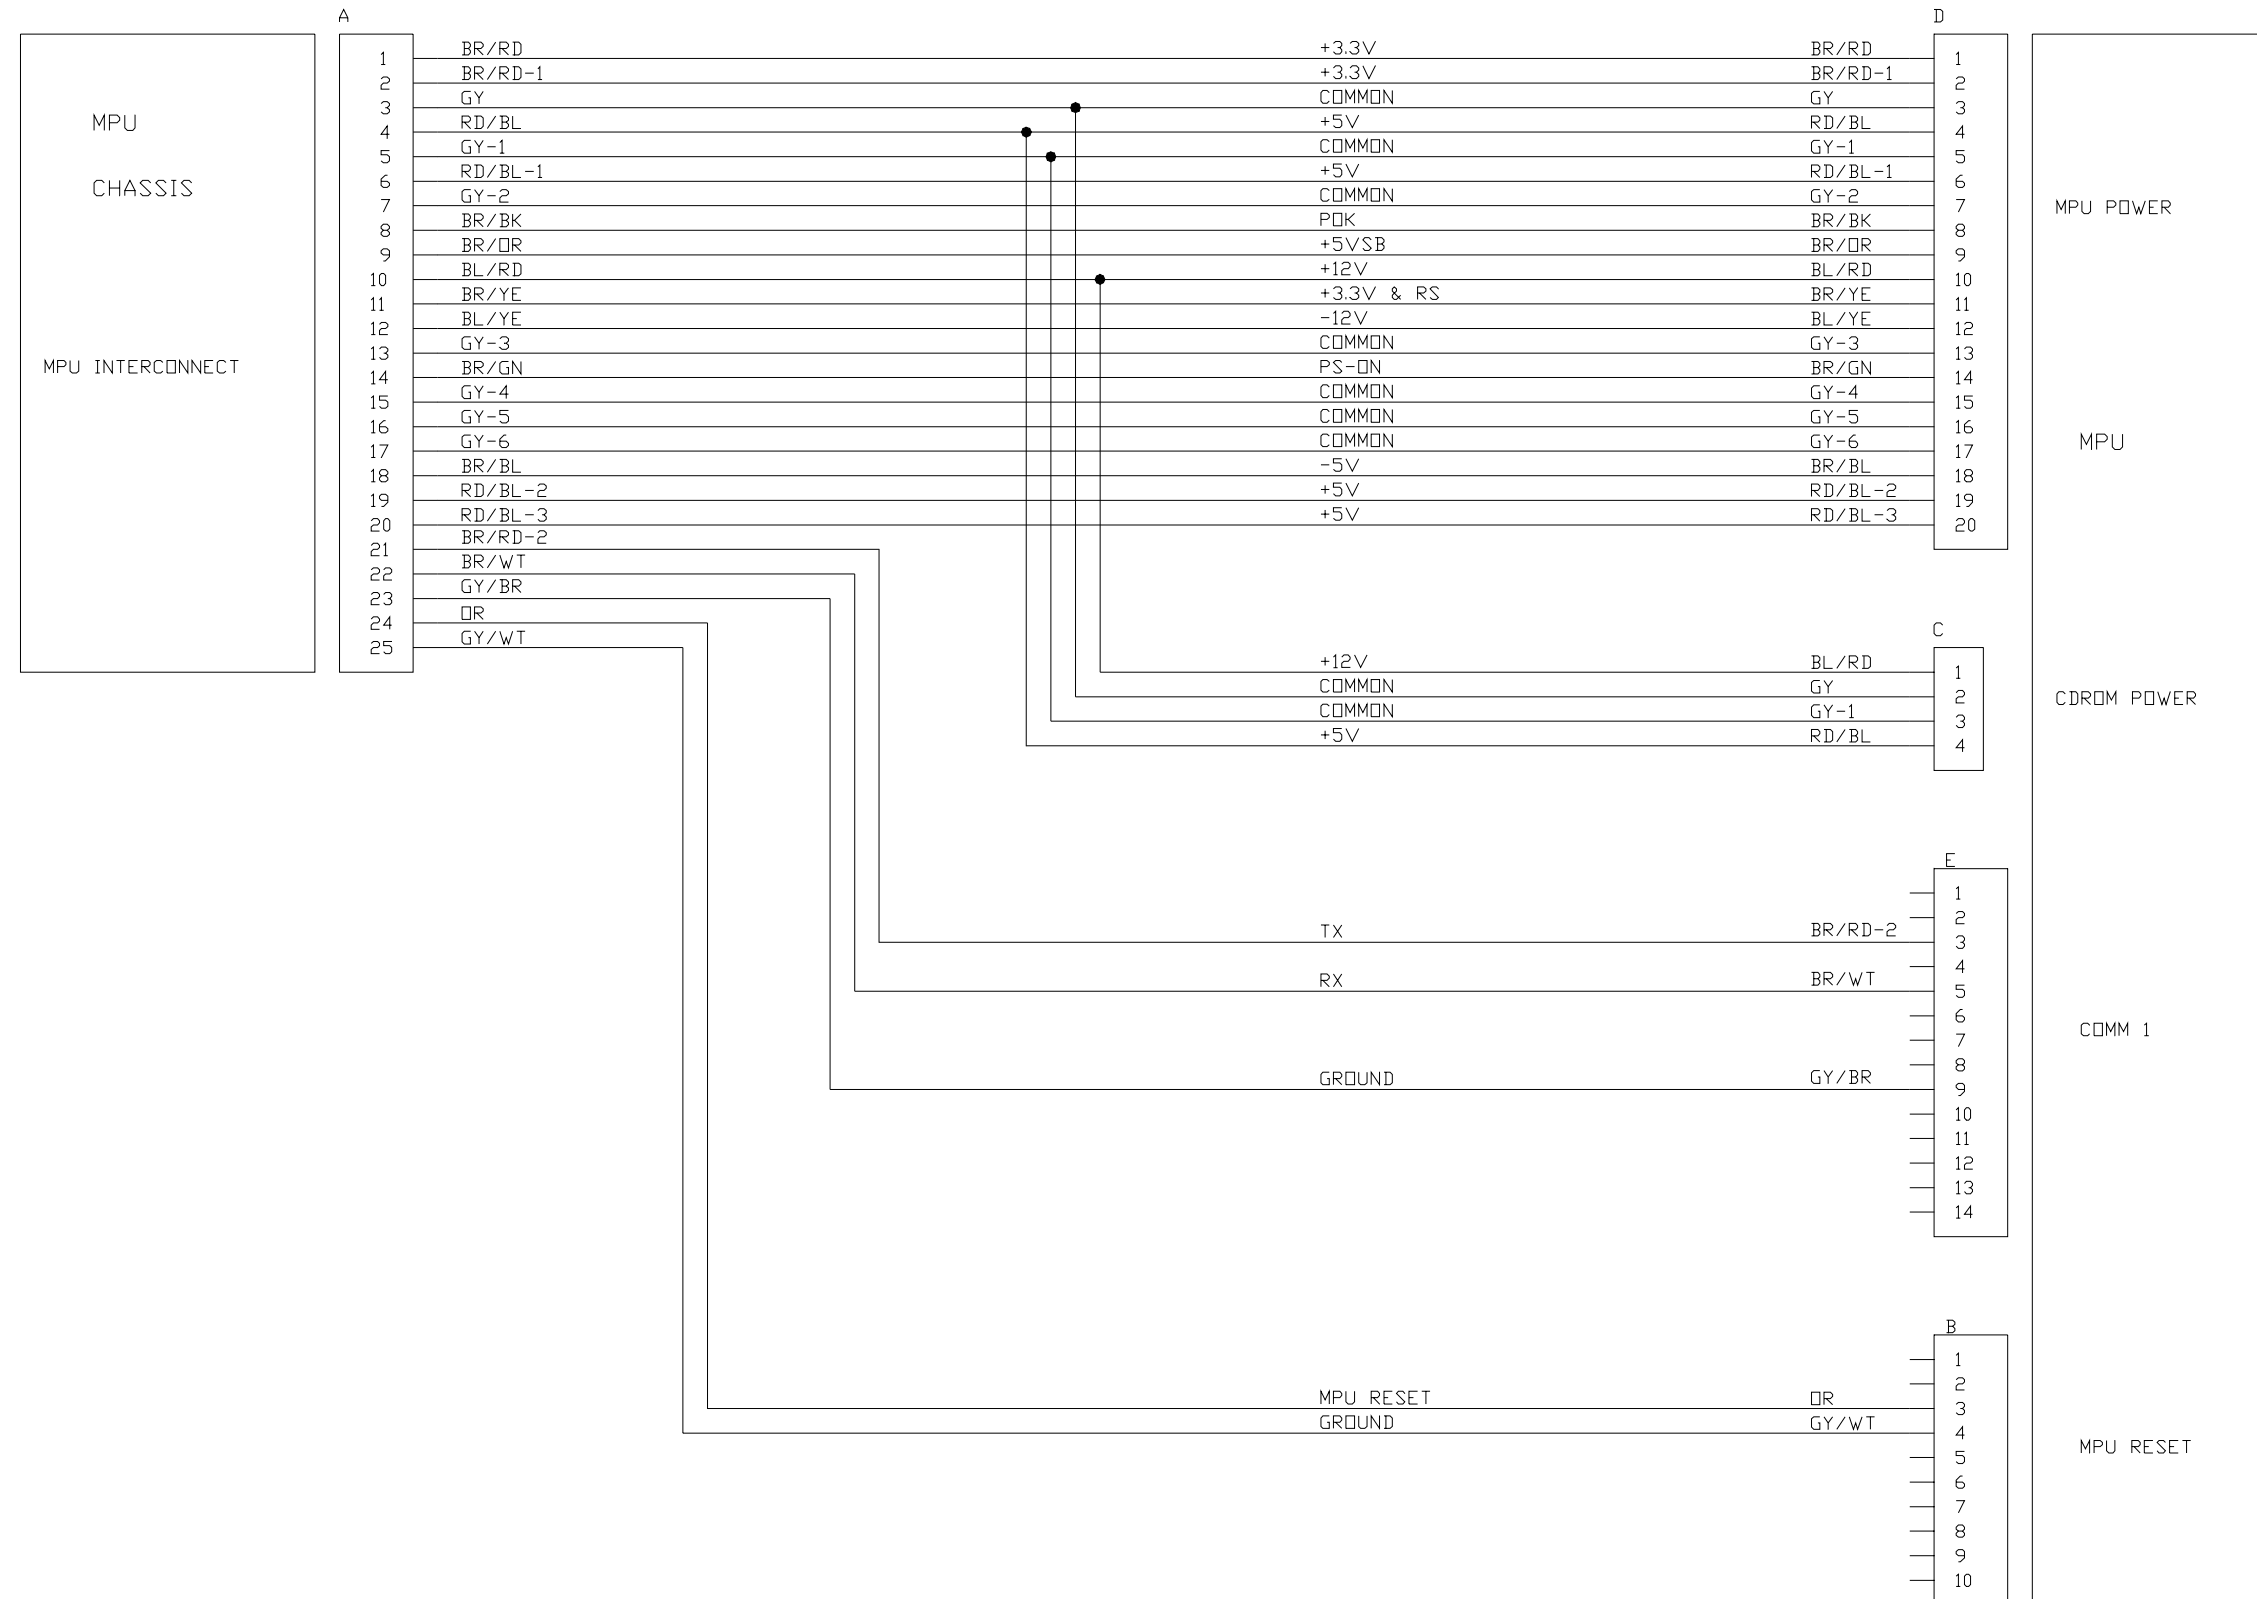 A D
1 BR/RD +3.3V BR/RD 1
2 BR/RD-1 +3.3V BR/RD-1 2
3 GY COMMON GY 3
MPU 4 RD/BL +5V RD/BL 4
5 GY-1 COMMON GY-1 5
CHASSIS 6 RD/BL-1 +5V RD/BL-1 6
7 GY-2 COMMON GY-2 7 MPU POWER
8 BR/BK POK BR/BK 8
9 BR/OR +5VSB BR/OR 9
10 BL/RD +12V BL/RD 10
11 BR/YE +3.3V & RS BR/YE 11
12 BL/YE -12V BL/YE 12
13 GY-3 COMMON GY-3 13
MPU INTERCONNECT 14 BR/GN PS-ON BR/GN 14
15 GY-4 COMMON GY-4 15
16 GY-5 COMMON GY-5 16
17 GY-6 COMMON GY-6 17 MPU
18 BR/BL -5V BR/BL 18
19 RD/BL-2 +5V RD/BL-2 19
20 RD/BL-3 +5V RD/BL-3 20
21 BR/RD-2
22 BR/WT
23 GY/BR
24 OR
25 GY/WT
C
+12V BL/RD 1
COMMON GY 2 CDROM POWER
COMMON GY-1 3
+5V RD/BL 4
E
1
2
TX BR/RD-2 3
4
RX BR/WT 5
6 COMM 1
7
8
GROUND GY/BR 9
10
11
12
13
14
B
1
2
MPU RESET OR 3
GROUND GY/WT 4
MPU RESET
5
6
7
8
9
10